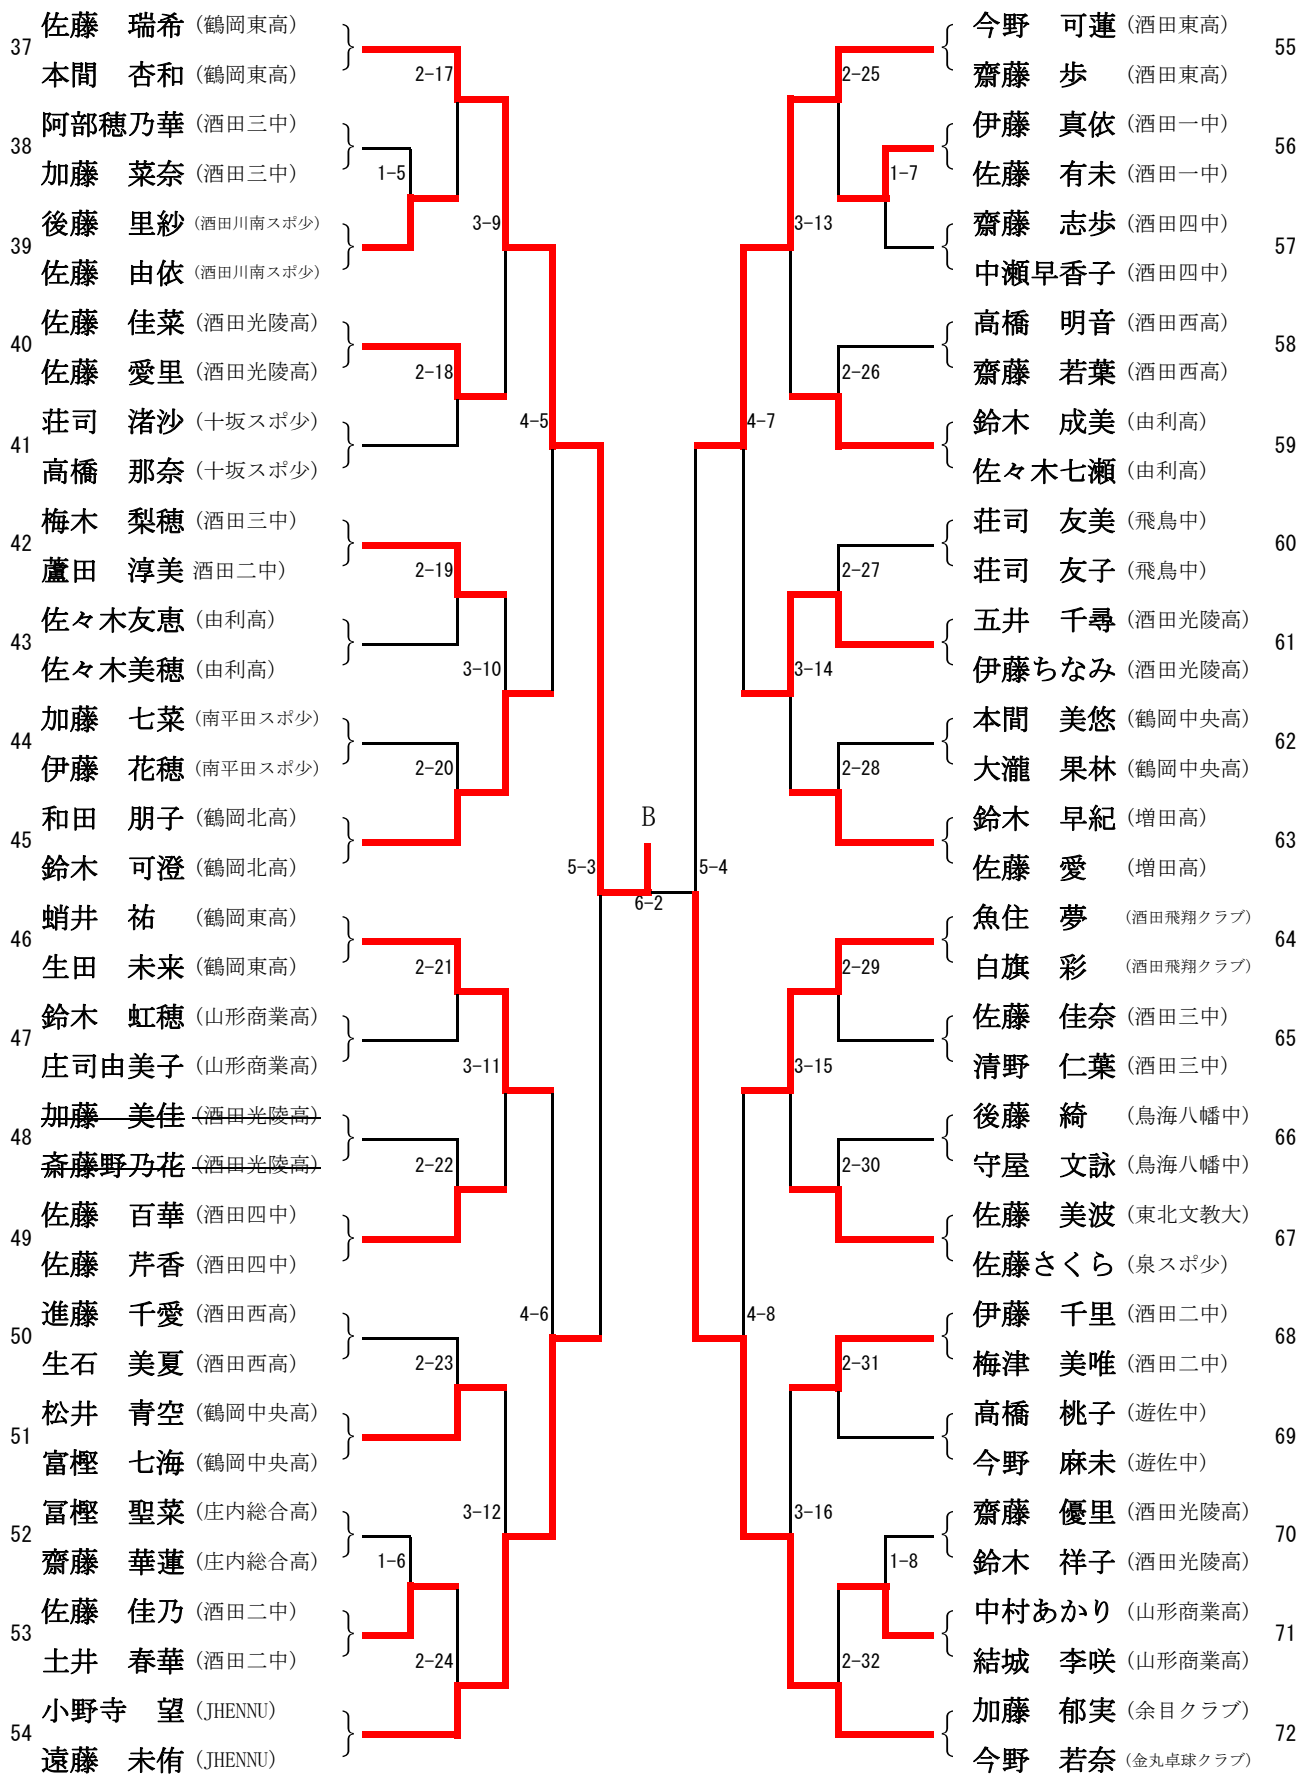 37
佐藤　瑞希 (鶴岡東高)
本間　杏和 (鶴岡東高)
38
阿部穂乃華 (酒田三中)
加藤　菜奈 (酒田三中)
39
後藤　里紗 (酒田川南スポ少)
佐藤　由依 (酒田川南スポ少)
40
佐藤　佳菜 (酒田光陵高)
佐藤　愛里 (酒田光陵高)
41
荘司　渚沙 (十坂スポ少)
高橋　那奈 (十坂スポ少)
42
梅木　梨穂 (酒田三中)
蘆田　淳美 酒田二中)
43
佐々木友恵 (由利高)
佐々木美穂 (由利高)
44
加藤　七菜 (南平田スポ少)
伊藤　花穂 (南平田スポ少)
45
和田　朋子 (鶴岡北高)
鈴木　可澄 (鶴岡北高)
46
蛸井　祐 (鶴岡東高)
生田　未来 (鶴岡東高)
47
鈴木　虹穂 (山形商業高)
庄司由美子 (山形商業高)
48
加藤　美佳 (酒田光陵高)
斎藤野乃花 (酒田光陵高)
49
佐藤　百華 (酒田四中)
佐藤　芹香 (酒田四中)
50
進藤　千愛 (酒田西高)
生石　美夏 (酒田西高)
51
松井　青空 (鶴岡中央高)
富樫　七海 (鶴岡中央高)
52
冨樫　聖菜 (庄内総合高)
齋藤　華蓮 (庄内総合高)
53
佐藤　佳乃 (酒田二中)
土井　春華 (酒田二中)
54
小野寺　望 (JHENNU)
遠藤　未侑 (JHENNU)
2-17
1-5
3-9
2-18
4-5
2-19
3-10
2-20
5-3
2-21
3-11
2-22
4-6
2-23
3-12
1-6
2-24
B
6-2
2-25
1-7
3-13
2-26
4-7
2-27
3-14
2-28
5-4
2-29
3-15
2-30
4-8
2-31
3-16
1-8
2-32
今野　可蓮 (酒田東高)
齋藤　歩 (酒田東高)
55
伊藤　真依 (酒田一中)
佐藤　有未 (酒田一中)
56
齋藤　志歩 (酒田四中)
中瀬早香子 (酒田四中)
57
高橋　明音 (酒田西高)
齋藤　若葉 (酒田西高)
58
鈴木　成美 (由利高)
佐々木七瀬 (由利高)
59
荘司　友美 (飛鳥中)
荘司　友子 (飛鳥中)
60
五井　千尋 (酒田光陵高)
伊藤ちなみ (酒田光陵高)
61
本間　美悠 (鶴岡中央高)
大瀧　果林 (鶴岡中央高)
62
鈴木　早紀 (増田高)
佐藤　愛 (増田高)
63
魚住　夢 (酒田飛翔クラブ)
白旗　彩 (酒田飛翔クラブ)
64
佐藤　佳奈 (酒田三中)
清野　仁葉 (酒田三中)
65
後藤　綺 (鳥海八幡中)
守屋　文詠 (鳥海八幡中)
66
佐藤　美波 (東北文教大)
佐藤さくら (泉スポ少)
67
伊藤　千里 (酒田二中)
梅津　美唯 (酒田二中)
68
高橋　桃子 (遊佐中)
今野　麻未 (遊佐中)
69
齋藤　優里 (酒田光陵高)
鈴木　祥子 (酒田光陵高)
70
中村あかり (山形商業高)
結城　李咲 (山形商業高)
71
加藤　郁実 (余目クラブ)
今野　若奈 (金丸卓球クラブ)
72